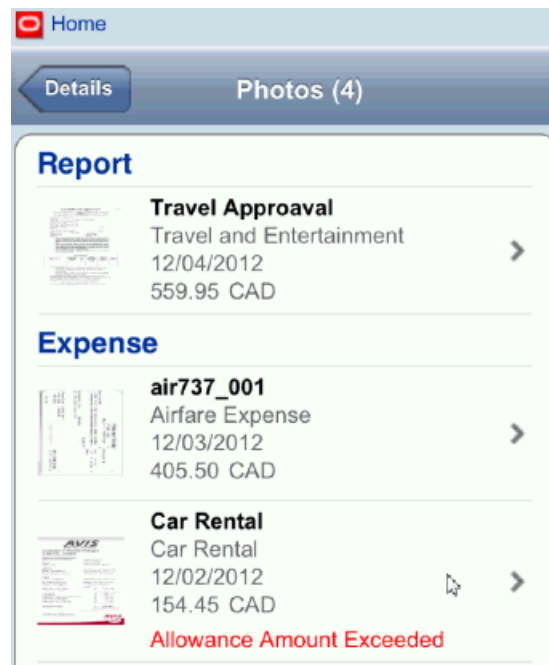 Home
Details
Photos (4)
Report
Travel Approaval
Travel and Entertainment
12/04/2012
559.95 CAD
Expense
air737_001
Airfare Expense
12/03/2012
405.50 CAD
AVIS
Car Rental
Car Rental
12/02/2012
154.45 CAD
Allowance Amount Exceeded